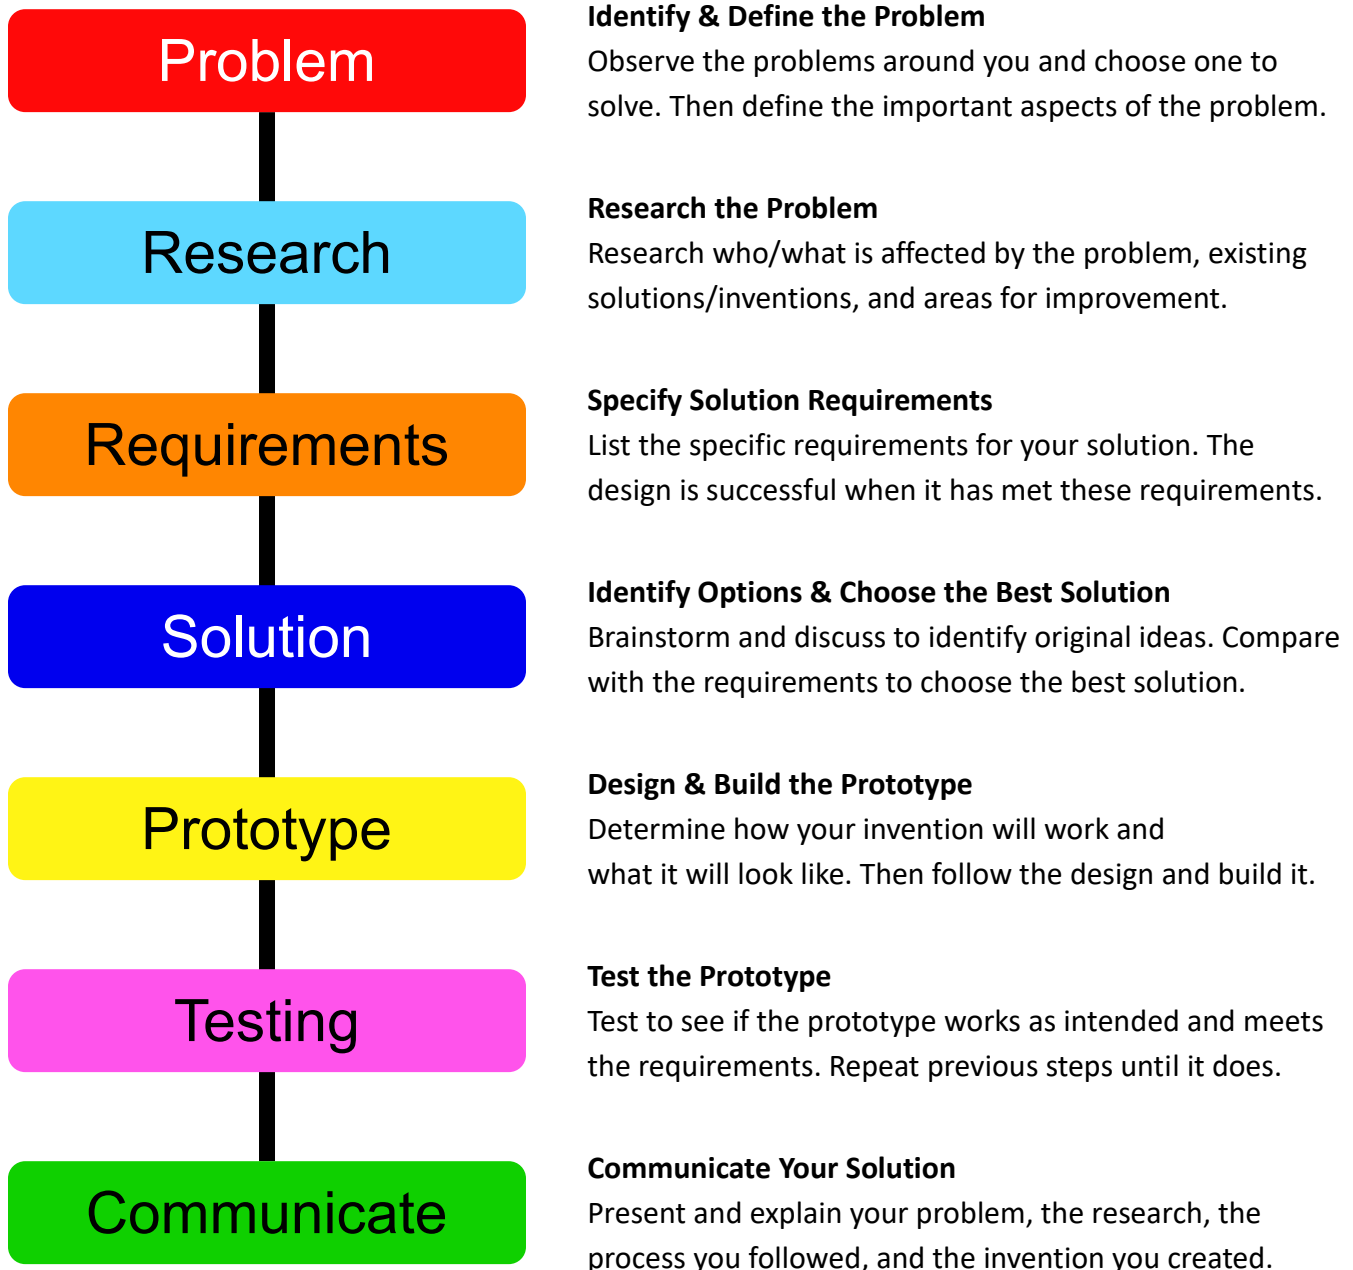 Problem
Identify & Define the Problem
Observe the problems around you and choose one to
solve. Then define the important aspects of the problem.
Research
Research the Problem
Research who/what is affected by the problem, existing
solutions/inventions, and areas for improvement.
Requirements
Specify Solution Requirements
List the specific requirements for your solution. The
design is successful when it has met these requirements.
Solution
Identify Options & Choose the Best Solution
Brainstorm and discuss to identify original ideas. Compare
with the requirements to choose the best solution.
Prototype
Design & Build the Prototype
Determine how your invention will work and
what it will look like. Then follow the design and build it.
Testing
Test the Prototype
Test to see if the prototype works as intended and meets
the requirements. Repeat previous steps until it does.
Communicate
Communicate Your Solution
Present and explain your problem, the research, the
process you followed, and the invention you created.